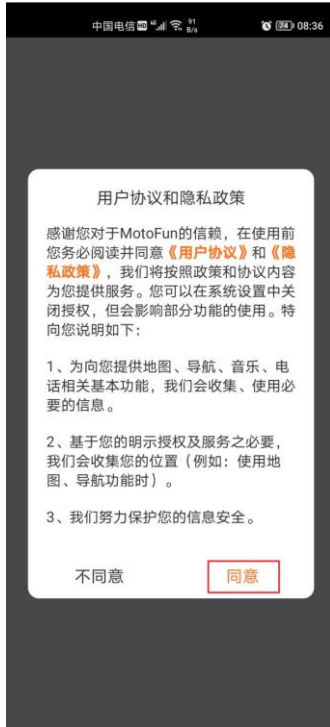 中国电信 HD 4G 91 B/s 74 08:36
用户协议和隐私政策
感谢您对于MotoFun的信赖，在使用前
您务必阅读并同意《用户协议》和《隐
私政策》，我们将按照政策和协议内容
为您提供服务。您可以在系统设置中关
闭授权，但会影响部分功能的使用。特
向您说明如下：
1、为向您提供地图、导航、音乐、电
话相关基本功能，我们会收集、使用必
要的信息。
2、基于您的明示授权及服务之必要，
我们会收集您的位置（例如：使用地
图、导航功能时）。
3、我们努力保护您的信息安全。
不同意 同意